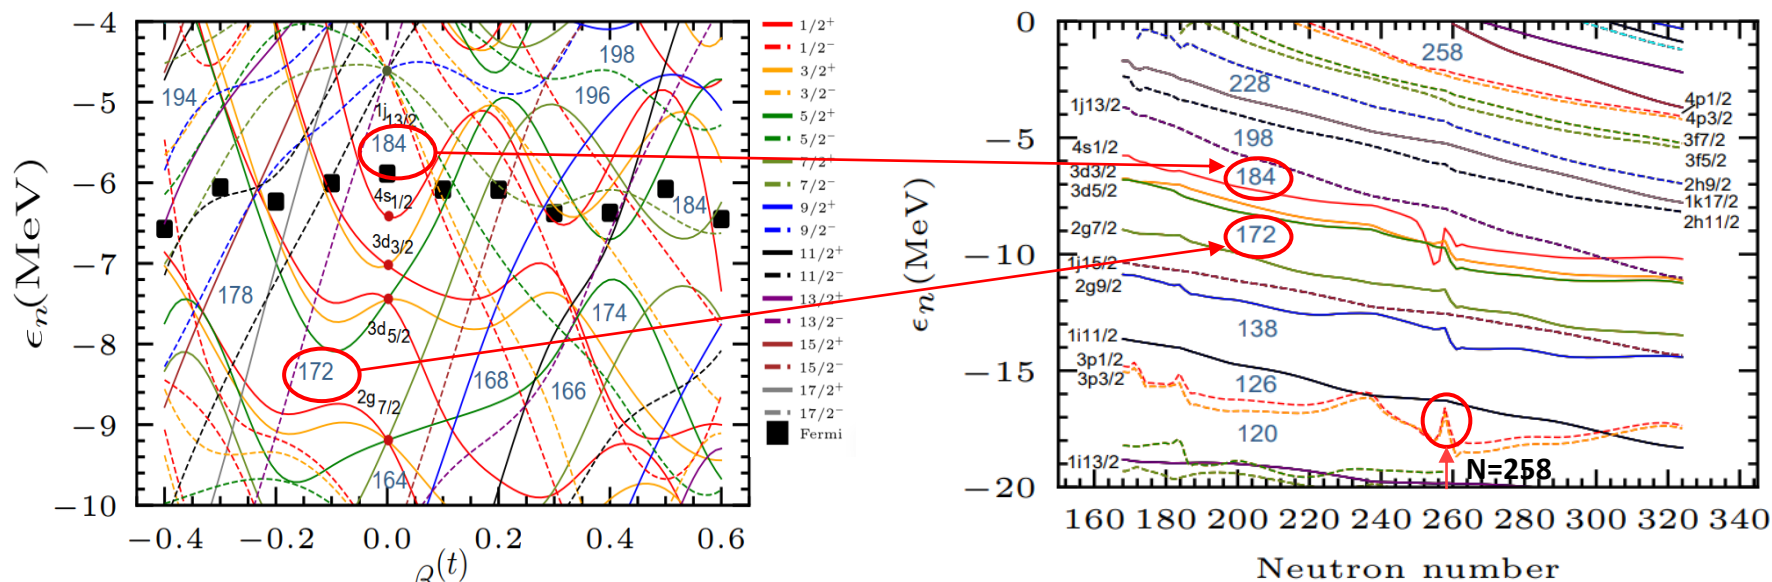 −4
−5
−6
−7
−8
−9
−10
ϵn(MeV)
−0.4
−0.2
0.0
0.2
0.4
0.6
β(t)
194
198
196
1j13/2
184
4s1/2
184
3d3/2
178
174
3d5/2
172
168
166
2g7/2
164
1/2+
1/2−
3/2+
3/2−
5/2+
5/2−
7/2+
7/2−
9/2+
9/2−
11/2+
11/2−
13/2+
13/2−
15/2+
15/2−
17/2+
17/2−
Fermi
0
−5
−10
−15
−20
ϵn(MeV)
160 180 200 220 240 260 280 300 320 340
Neutron number
1j13/2
4s1/2
3d3/2
3d5/2
2g7/2
1j15/2
2g9/2
1i11/2
3p1/2
3p3/2
1i13/2
258
228
198
184
172
138
126
120
N=258
4p1/2
4p3/2
3f7/2
3f5/2
2h9/2
1k17/2
2h11/2